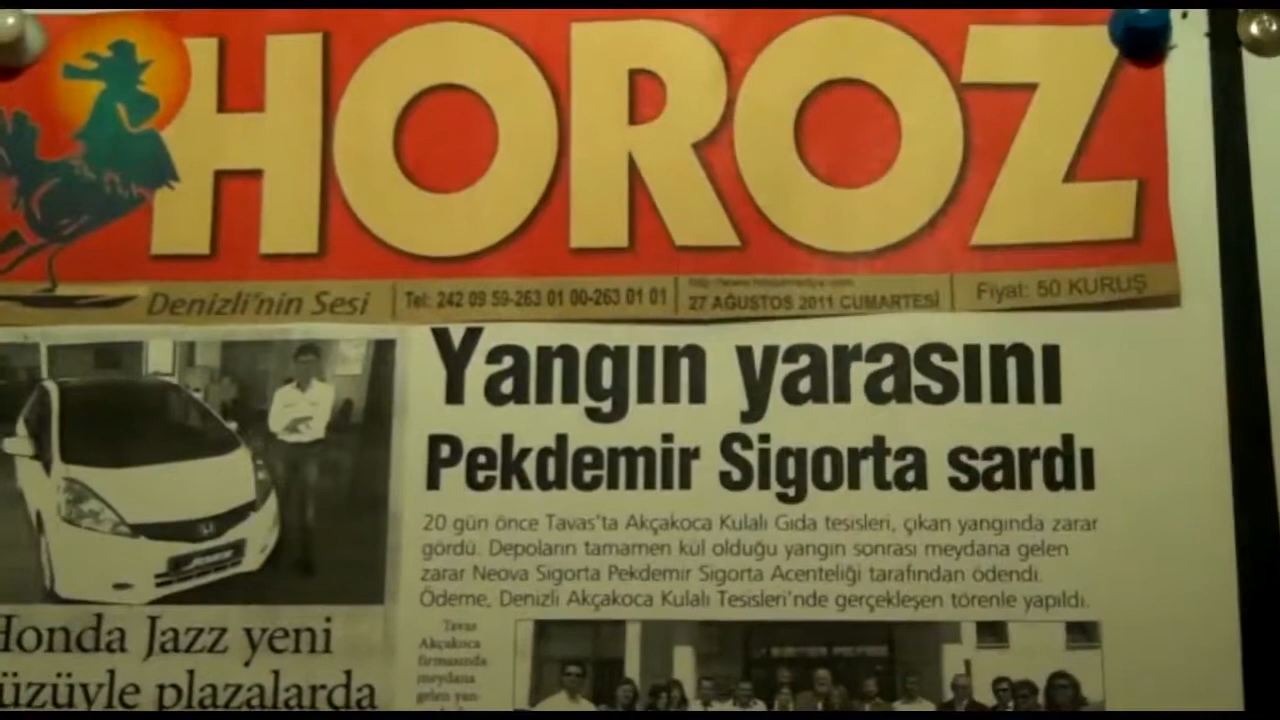 HOROZ
Denizli'nin Sesi
Tel: 242 09 59-263 01 00-263 01 01
27 AĞUSTOS 2011 CUMARTESİ
Fiyat: 50 KURUŞ
Yangın yarasını
Pekdemir Sigorta sardı
20 gün önce Tavas'ta Akçakoca Kulalı Gıda tesisleri, çıkan yangında zarar
gördü. Depoların tamamen kül olduğu yangın sonrası meydana gelen
zarar Neova Sigorta Pekdemir Sigorta Acenteliği tarafından ödendi.
Ödeme, Denizli Akçakoca Kulalı Tesisleri'nde gerçekleşen törenle yapıldı.
Tavas
Akçakoca
firmasında
meydana
gelen yan-
Honda Jazz yeni
plazalarda